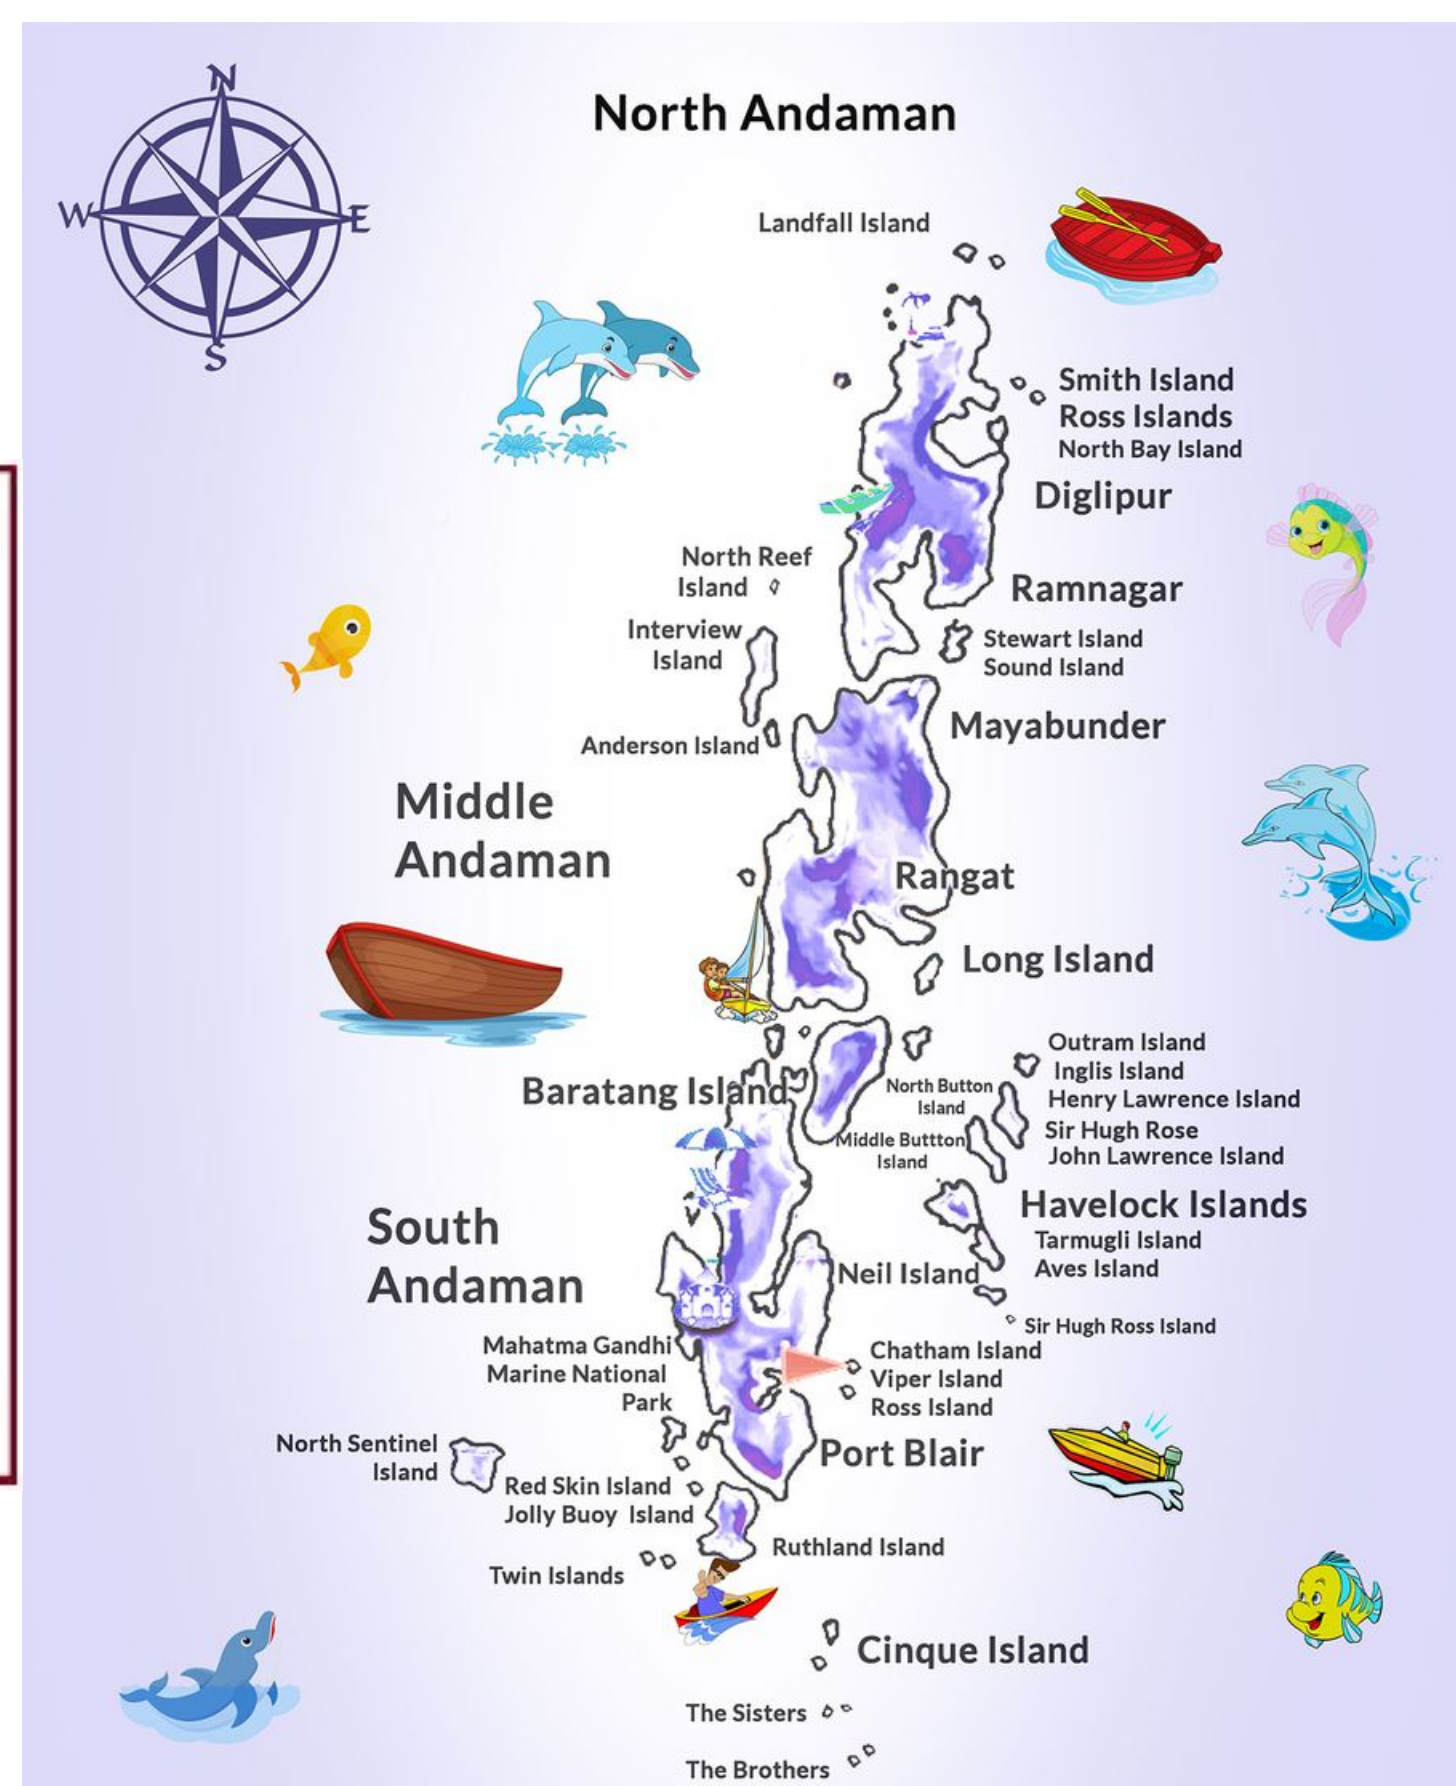 N
W
E
S
North Andaman
Landfall Island
Smith Island
Ross Islands
North Bay Island
Diglipur
North Reef
Island
Ramnagar
Interview
Island
Stewart Island
Sound Island
Mayabunder
Anderson Island
Middle
Andaman
Rangat
Long Island
Outram Island
Inglis Island
Baratang Island
North Button
Island
Henry Lawrence Island
Sir Hugh Rose
John Lawrence Island
Middle Buttton
Island
South
Andaman
Havelock Islands
Tarmugli Island
Aves Island
Neil Island
Sir Hugh Ross Island
Mahatma Gandhi
Marine National
Park
Chatham Island
Viper Island
Ross Island
North Sentinel
Island
Port Blair
Red Skin Island
Jolly Buoy Island
Ruthland Island
Twin Islands
Cinque Island
The Sisters
The Brothers